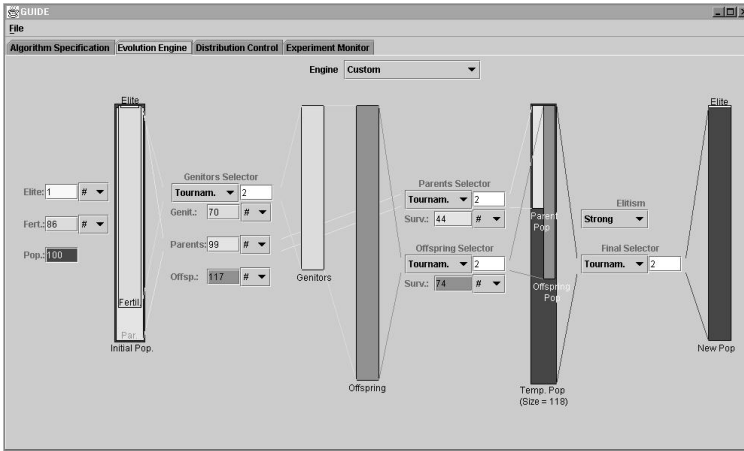 GUIDE
File
Algorithm Specification Evolution Engine Distribution Control Experiment Monitor
Engine Custom
Elite
Elite
Genitors Selector
Parents Selector
Elite: 1 #
Tournam. 2
Tournam. 2
Elitism
Genit.: 70 #
Surv.: 44 #
Parent Pop
Strong
Fert.: 86 #
Parents: 99 #
Offspring Selector
Final Selector
Pop.: 100
Tournam. 2
Tournam. 2
Offsp.: 117 #
Genitors
Surv.: 74 #
Offspring Pop
Fertil.
Par.
Initial Pop.
New Pop
Offspring
Temp. Pop
(Size = 118)